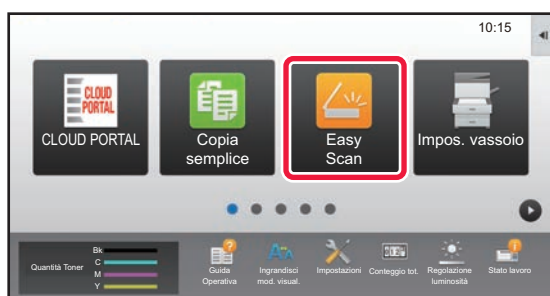 10:15
CLOUD
PORTAL
CLOUD PORTAL
Copia
semplice
Easy
Scan
Impos. vassoio
Quantità Toner
Bk
C
M
Y
Guida
Operativa
Ingrandisci
mod. visual.
Impostazioni
Conteggio tot.
Regolazione
luminosità
Stato lavoro